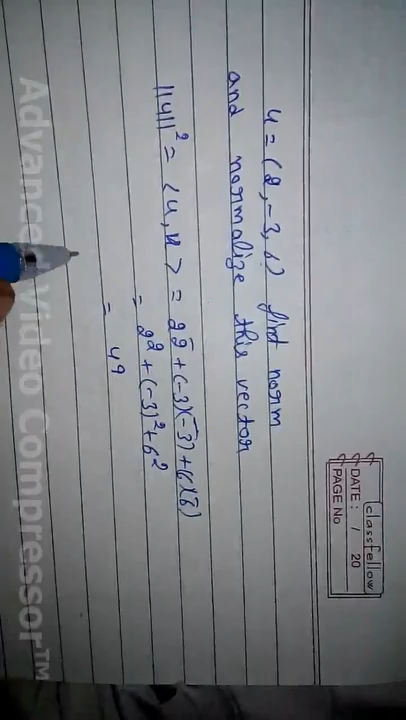 classfellow
DATE: / 20
PAGE No
u = (2, -3, 6) find norm
and normalize this vector
||u||² = <u, u> = 2 2̄ + (-3)(-3̄) + 6(6̄)
= 2² + (-3)² + 6²
= 49
Advanced Video Compressor™